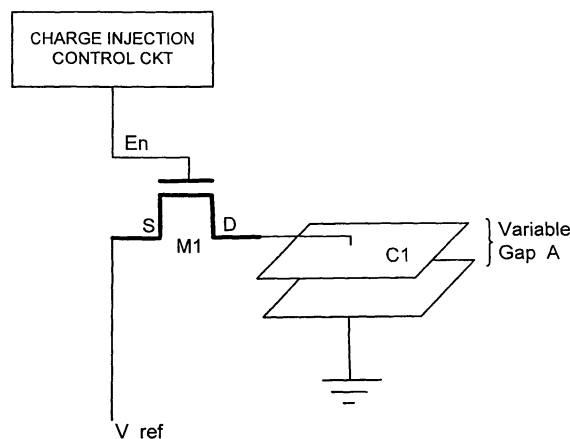 CHARGE INJECTION
CONTROL CKT
En
S
D
M1
C1
Variable
Gap A
V ref